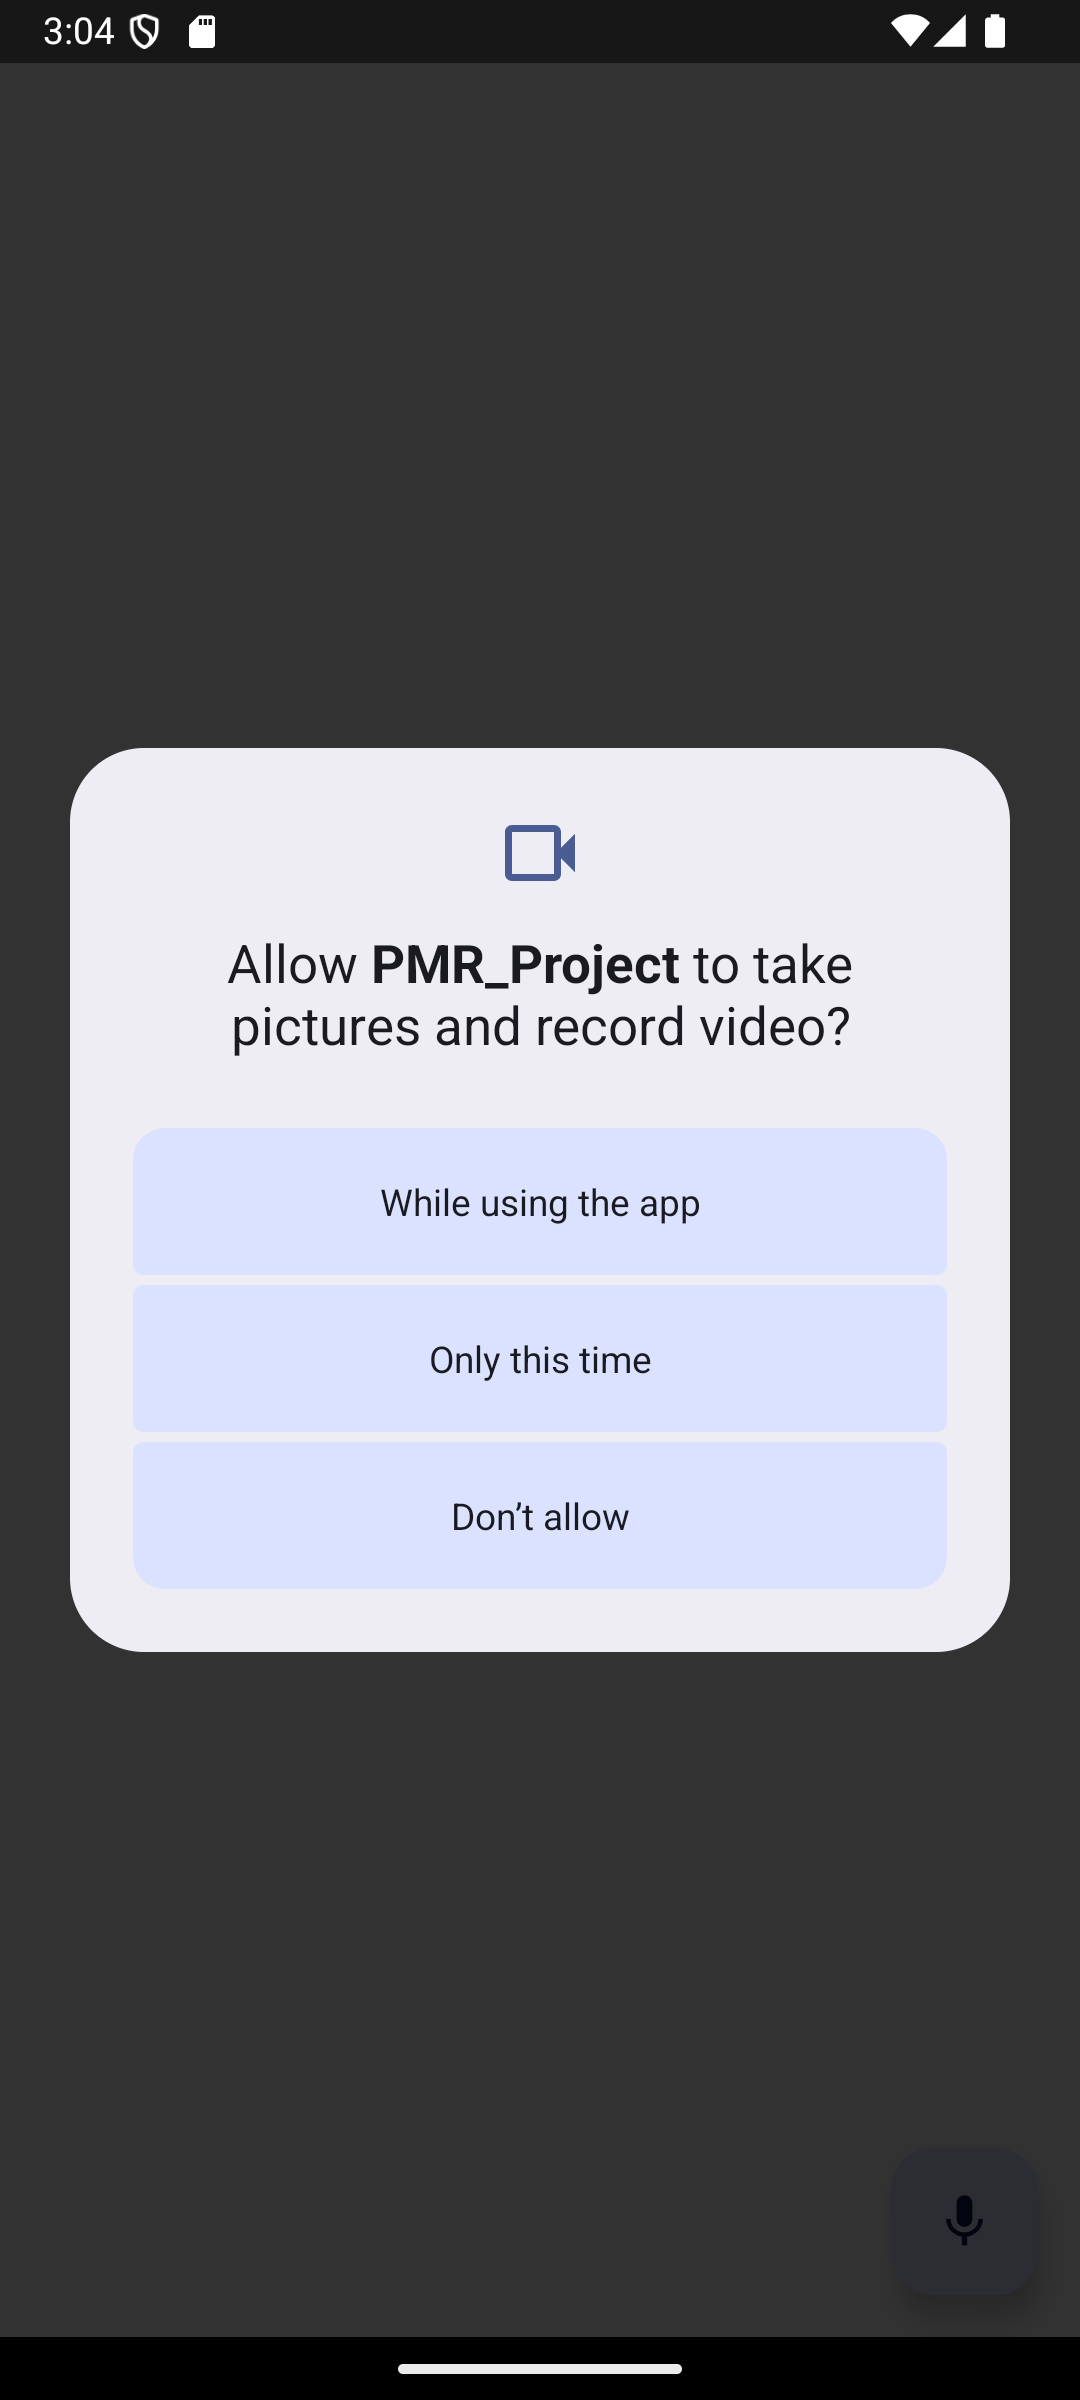 3:04
Allow PMR_Project to take
pictures and record video?
While using the app
Only this time
Don’t allow